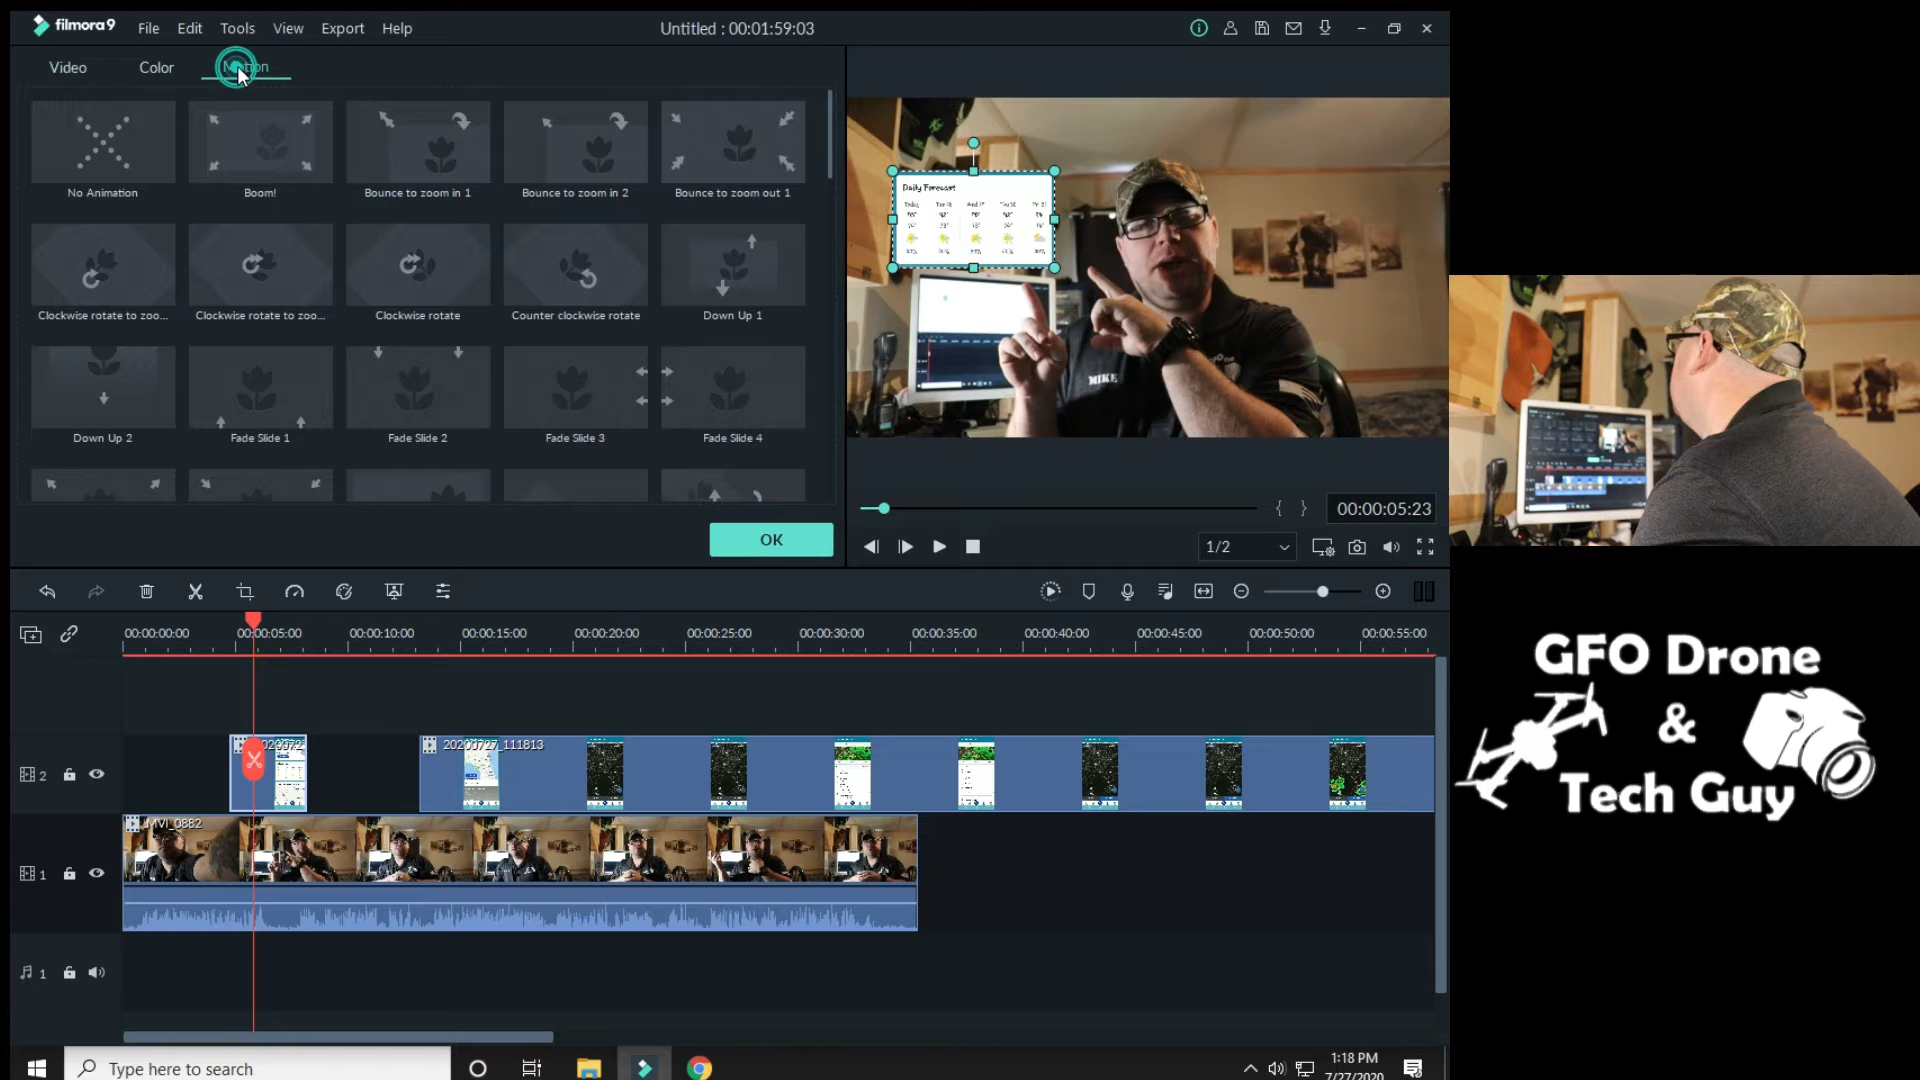 filmora9 File Edit Tools View Export Help
Untitled : 00:01:59:03
Video Color Motion
No Animation
Boom!
Bounce to zoom in 1
Bounce to zoom in 2
Bounce to zoom out 1
Clockwise rotate to zoo...
Clockwise rotate to zoo...
Clockwise rotate
Counter clockwise rotate
Down Up 1
Down Up 2
Fade Slide 1
Fade Slide 2
Fade Slide 3
Fade Slide 4
OK
Daily Forecast
MIKE
00:00:05:23
1/2
00:00:00:00 00:00:05:00 00:00:10:00 00:00:15:00 00:00:20:00 00:00:25:00 00:00:30:00 00:00:35:00 00:00:40:00 00:00:45:00 00:00:50:00 00:00:55:00
20200727_111813
2
MVI_0882
1
1
Type here to search
1:18 PM
7/27/2020
GFO Drone
&
Tech Guy